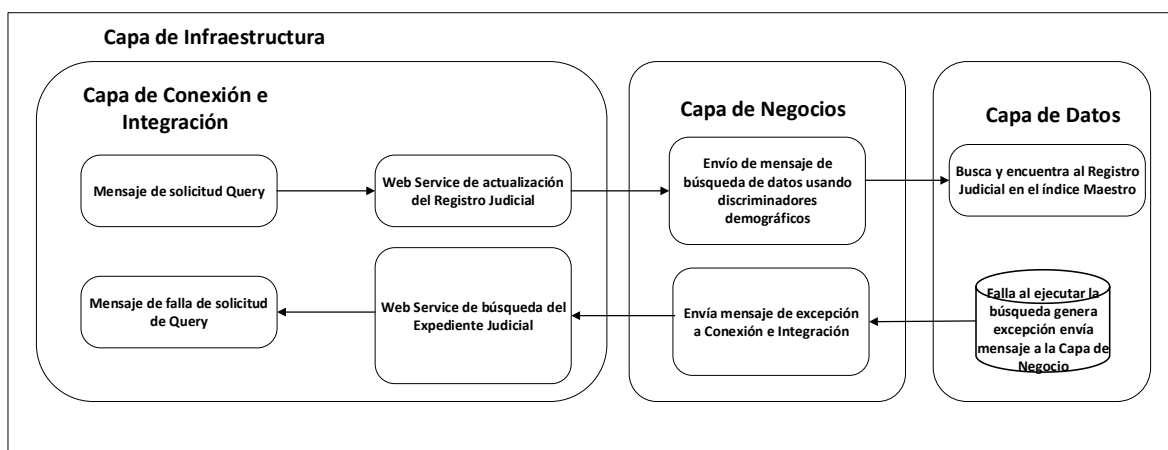 Capa de Infraestructura
Capa de Conexión e
Integración
Mensaje de solicitud Query
Web Service de actualización
del Registro Judicial
Mensaje de falla de solicitud
de Query
Web Service de búsqueda del
Expediente Judicial
Capa de Negocios
Envío de mensaje de
búsqueda de datos usando
discriminadores
demográficos
Envía mensaje de excepción
a Conexión e Integración
Capa de Datos
Busca y encuentra al Registro
Judicial en el índice Maestro
Falla al ejecutar la
búsqueda genera
excepción envía
mensaje a la Capa de
Negocio